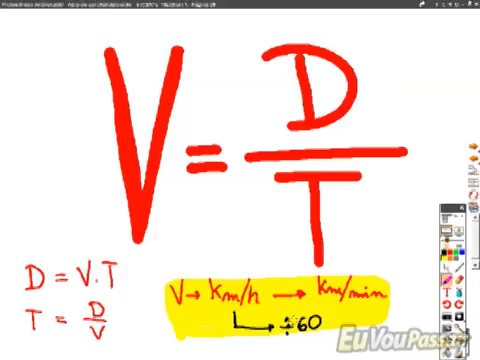 V = D
T
D = V.T
T = D
V
V → Km/h → Km/min
÷60
EuVouPassar